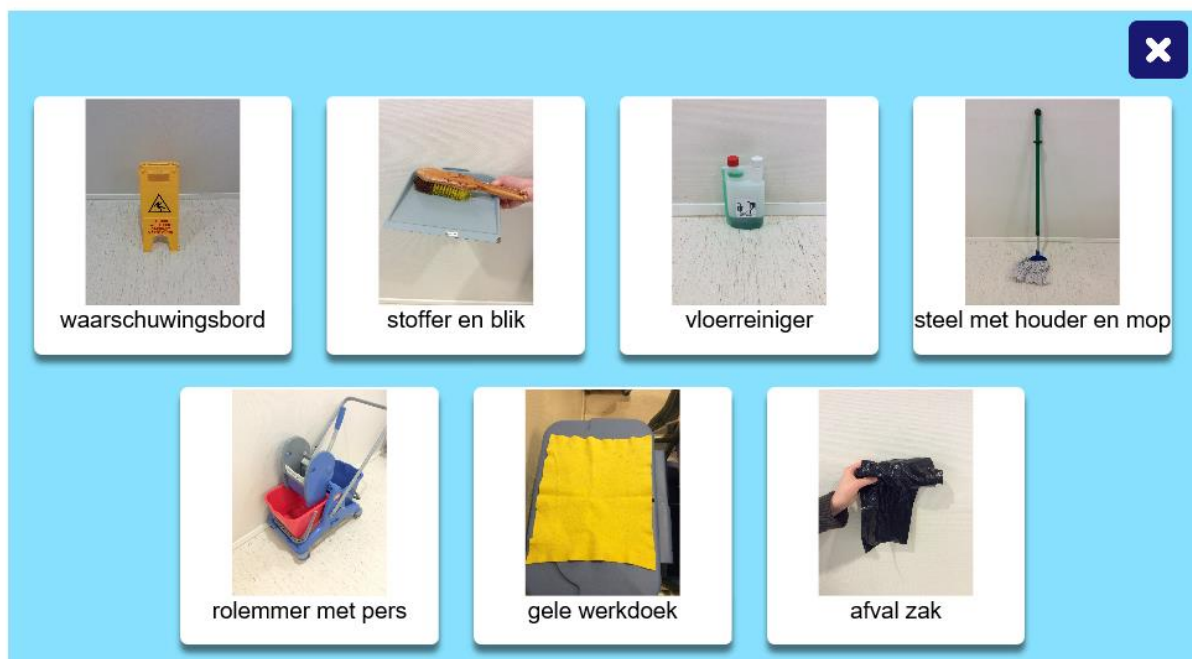 waarschuwingsbord
stoffer en blik
vloerreiniger
steel met houder en mop
rolemmer met pers
gele werkdoek
afval zak